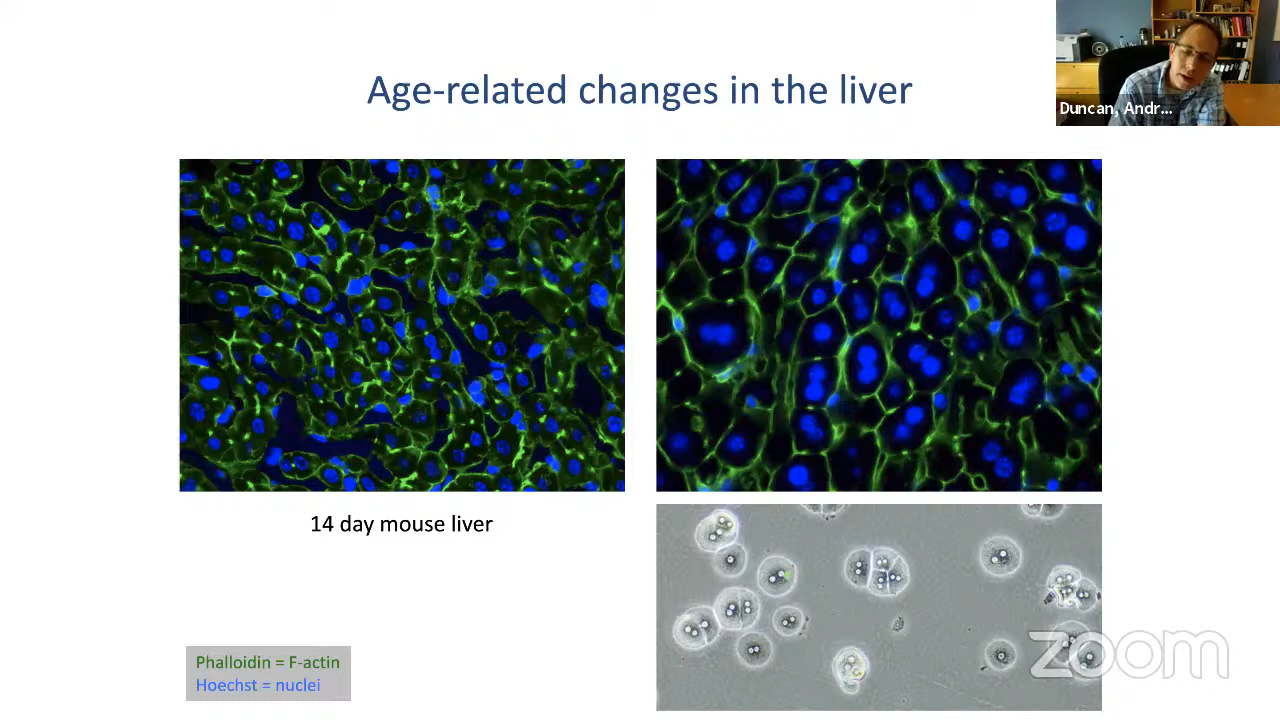 Age-related changes in the liver
Duncan, Andr...
14 day mouse liver
Phalloidin = F-actin
Hoechst = nuclei
zoom